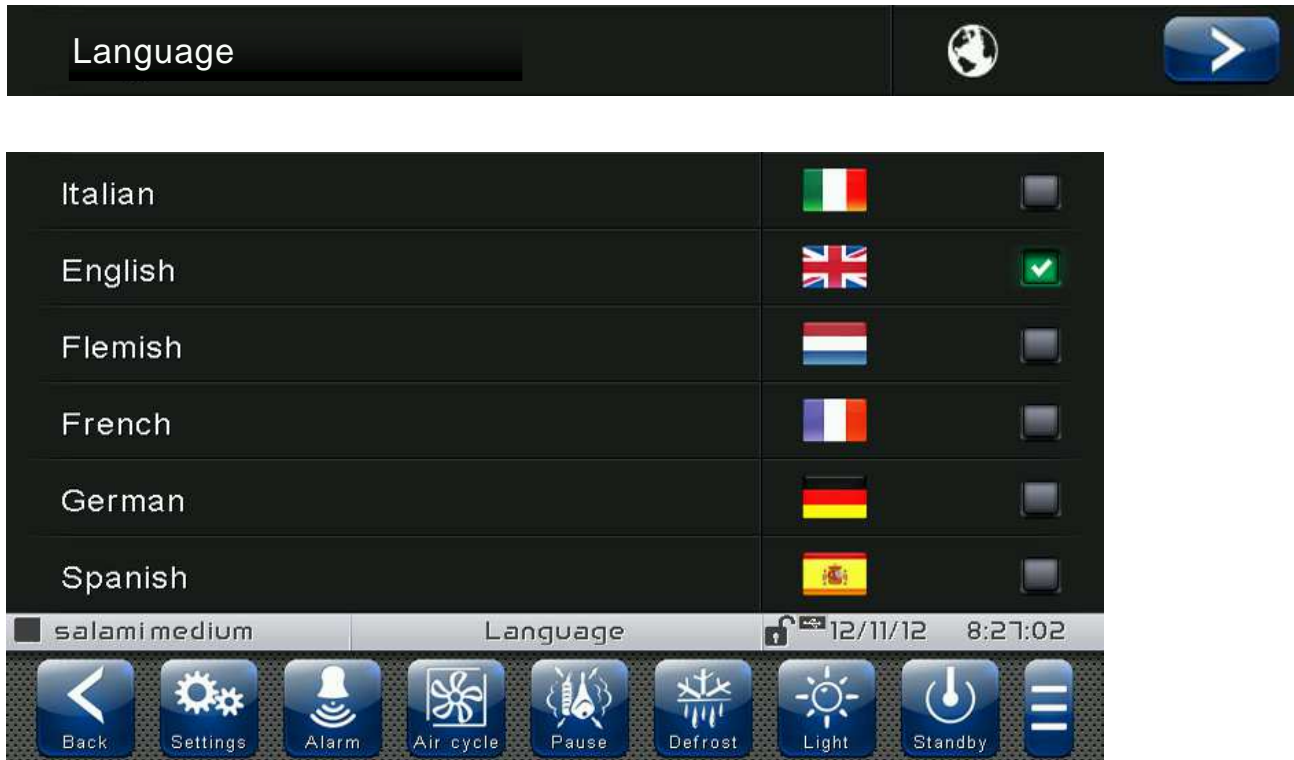 Language
Italian
English
Flemish
French
German
Spanish
salami medium Language 12/11/12 8:27:02
Back Settings Alarm Air cycle Pause Defrost Light Standby